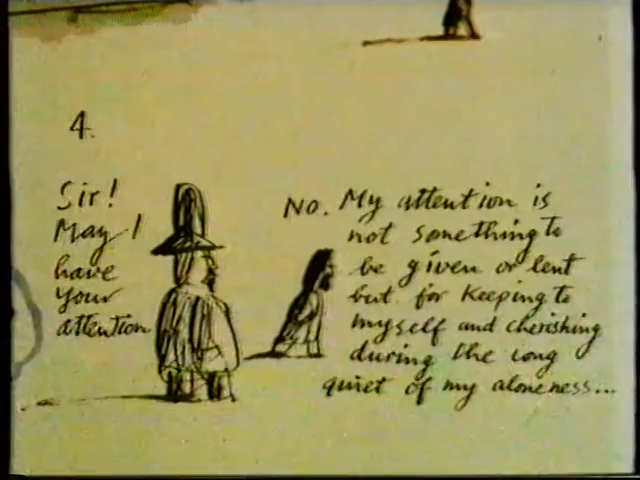 4.
Sir!
May I
have
your
attention
No. My attention is
not something to
be given or lent
but for keeping to
myself and cherishing
during the long
quiet of my aloneness...